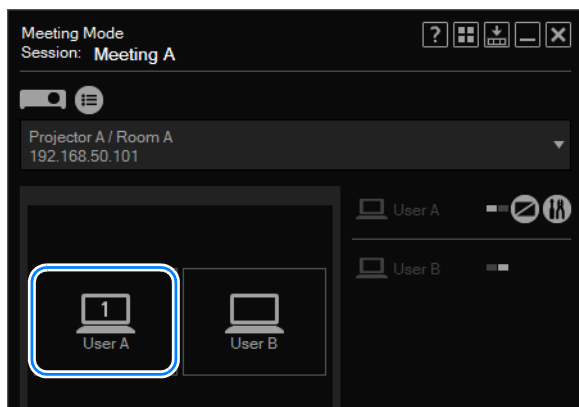 Meeting Mode
Session: Meeting A
?
Projector A / Room A
192.168.50.101
User A
User B
1
User A
User B